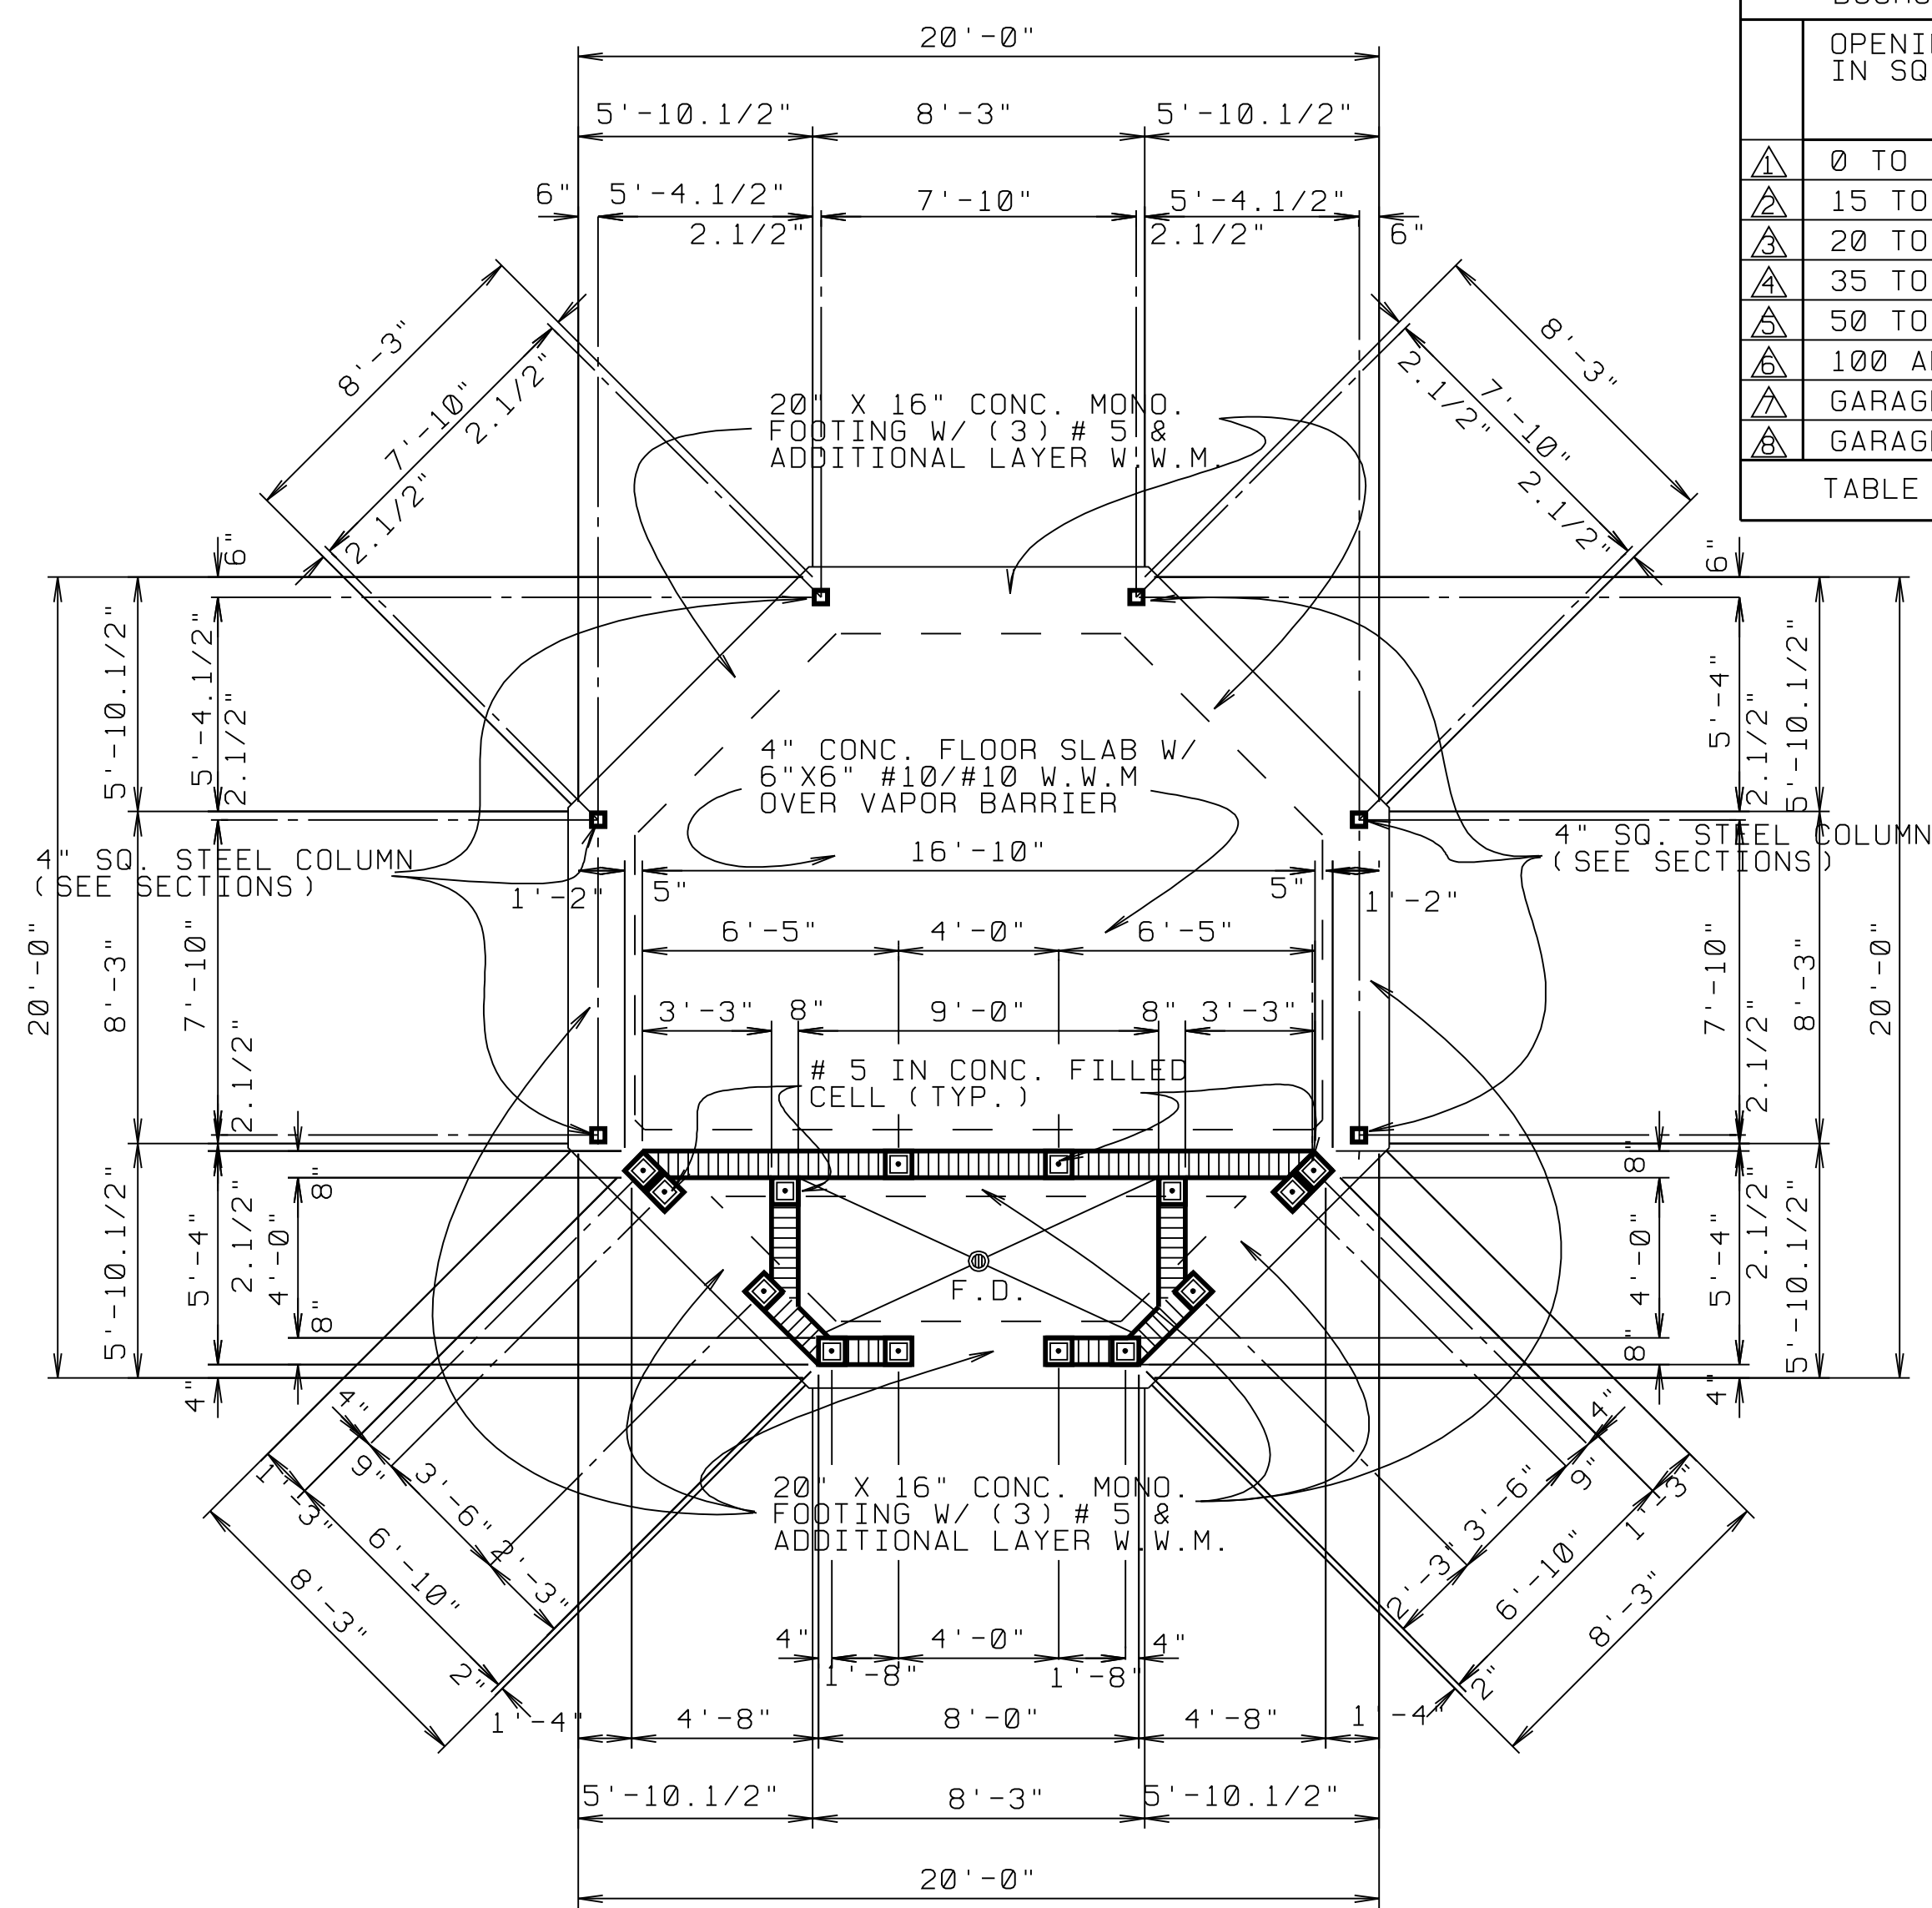 20'-0"
5'-10.1/2" 8'-3" 5'-10.1/2"
6" 5'-4.1/2" 7'-10" 5'-4.1/2"
2.1/2" 2.1/2" 6"
8'-3"
7'-10"
2.1/2"
2.1/2"
8'-3"
7'-10"
2.1/2"
2.1/2"
20" X 16" CONC. MONO.
FOOTING W/ (3) # 5 &
ADDITIONAL LAYER W.W.M.
OPENI
IN SQ
1 0 TO
2 15 TO
3 20 TO
4 35 TO
5 50 TO
6 100 A
7 GARAG
8 GARAG
TABLE
6"
5'-10.1/2"
5'-4.1/2"
2.1/2"
6"
5'-4"
2.1/2"
5'-10.1/2"
4" CONC. FLOOR SLAB W/
6"X6" #10/#10 W.W.M
OVER VAPOR BARRIER
4" SQ. STEEL COLUMN
(SEE SECTIONS)
4" SQ. STEEL COLUMN
(SEE SECTIONS)
16'-10"
1'-2" 5" 5" 1'-2"
6'-5" 4'-0" 6'-5"
3'-3" 8" 9'-0" 8" 3'-3"
20'-0"
8'-3"
7'-10"
2.1/2"
7'-10"
2.1/2"
8'-3"
20'-0"
# 5 IN CONC. FILLED
CELL (TYP.)
5'-10.1/2"
5'-4"
2.1/2"
4'-0"
8"
8"
4"
8"
4'-0"
8"
5'-4"
2.1/2"
5'-10.1/2"
4"
F.D.
4"
9"
3'-6"
2'-3"
1'-3"
6'-10"
2"
8'-3"
4"
9"
3'-6"
2'-3"
1'-3"
6'-10"
2"
8'-3"
20" X 16" CONC. MONO.
FOOTING W/ (3) # 5 &
ADDITIONAL LAYER W.W.M.
4" 4'-0" 4"
1'-8" 1'-8"
1'-4" 4'-8" 8'-0" 4'-8" 1'-4"
5'-10.1/2" 8'-3" 5'-10.1/2"
20'-0"